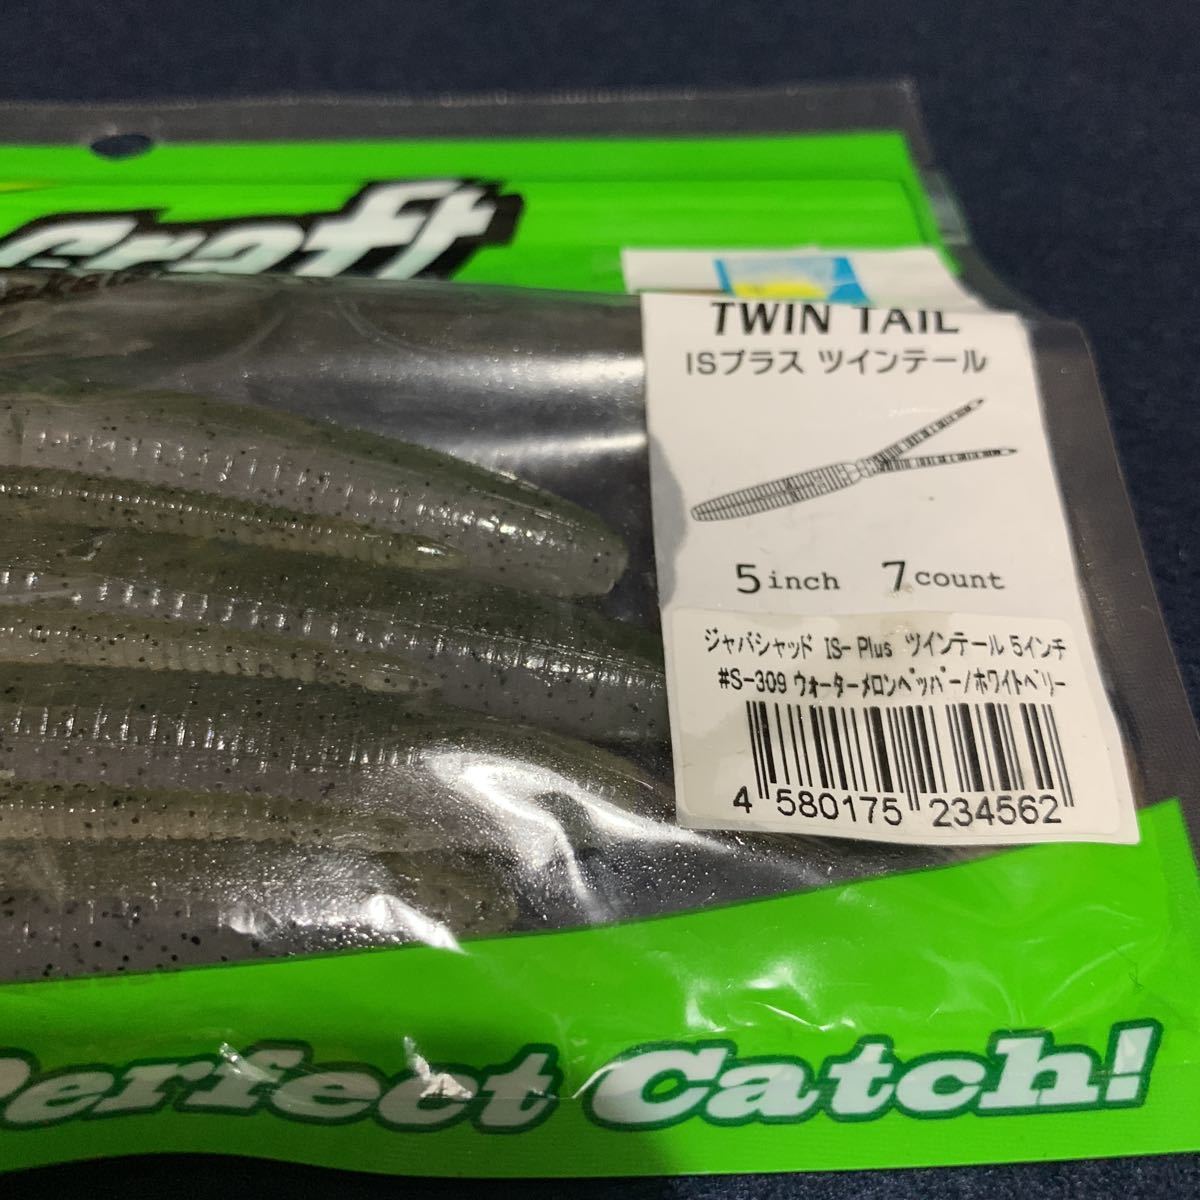 Craft
TWIN TAIL
ISプラス ツインテール
5 inch 7 count
ジャバシャッド IS-Plus ツインテール 5インチ
#S-309 ウォーターメロンペッパー/ホワイトベリー
4 580175 234562
Perfect Catch!